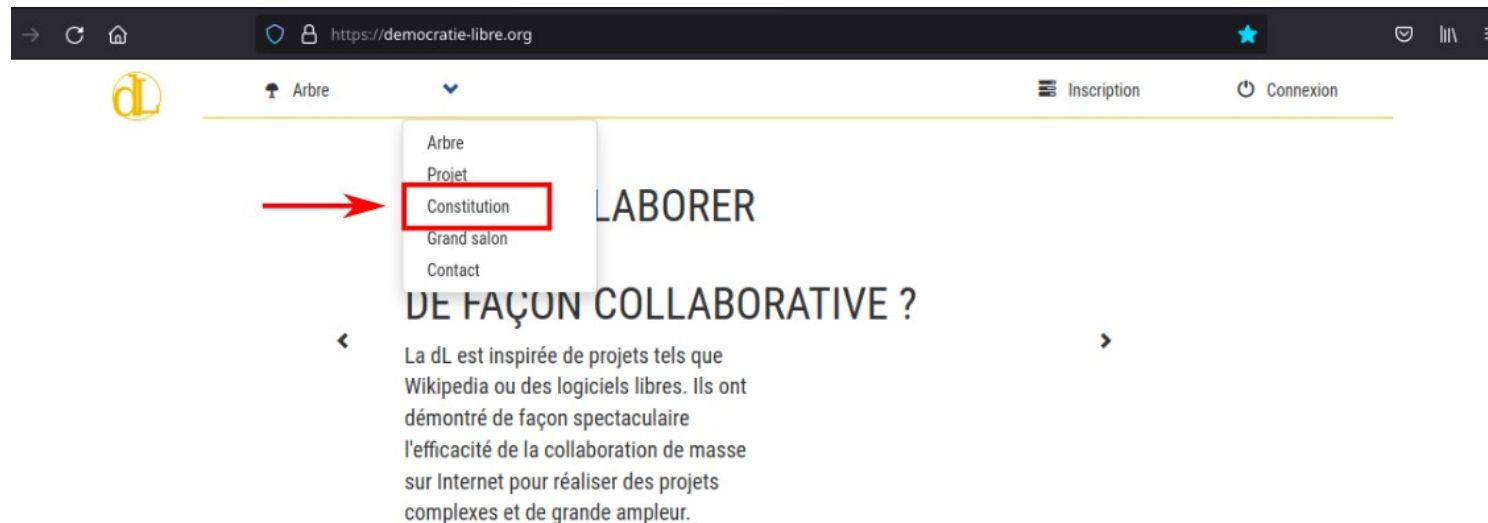 https://democratie-libre.org
dL
Arbre
Inscription
Connexion
Arbre
Projet
Constitution
Grand salon
Contact
LABORER
DE FAÇON COLLABORATIVE ?
La dL est inspirée de projets tels que
Wikipedia ou des logiciels libres. Ils ont
démontré de façon spectaculaire
l'efficacité de la collaboration de masse
sur Internet pour réaliser des projets
complexes et de grande ampleur.